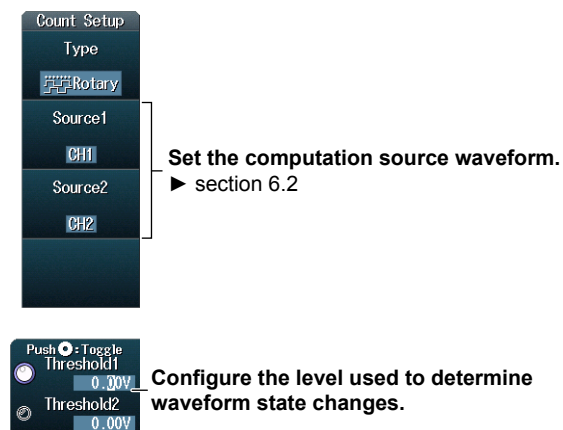 Count Setup
Type
Rotary
Source1
CH1
Set the computation source waveform.
► section 6.2
Source2
CH2
Push : Toggle
Threshold1
0.00V
Configure the level used to determine
waveform state changes.
Threshold2
0.00V